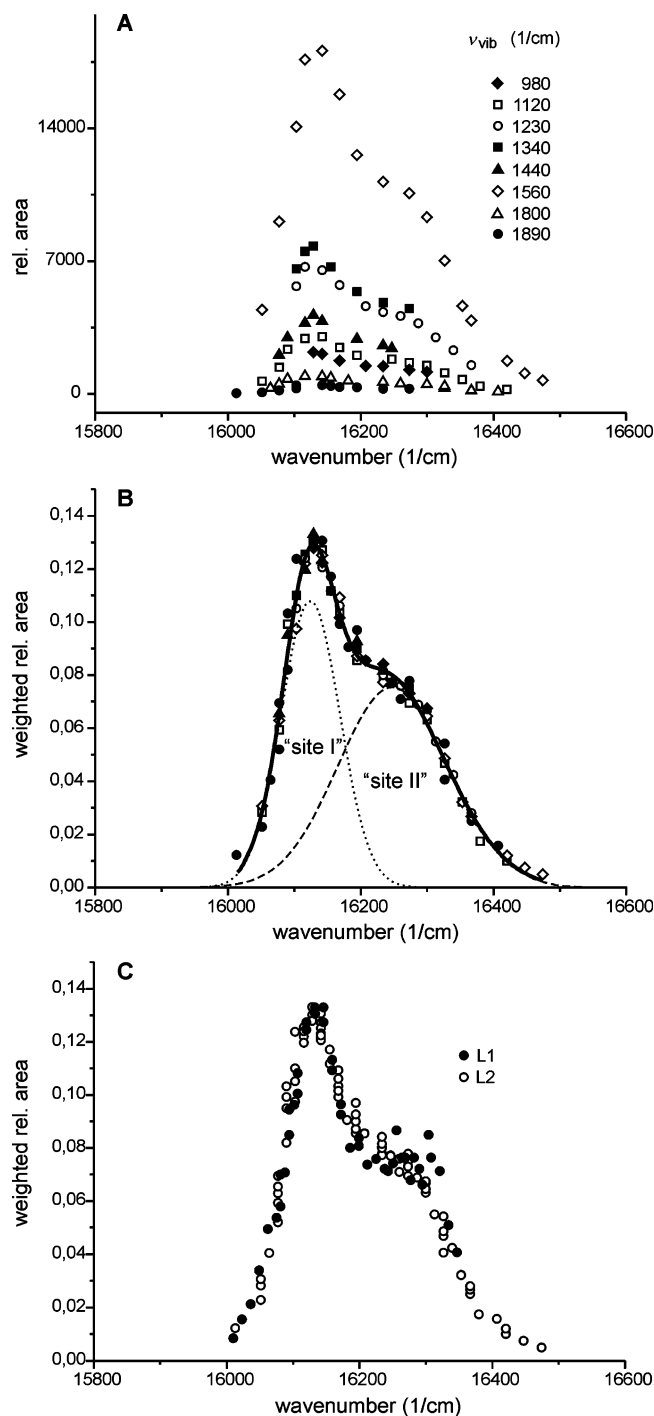 A
ν_vib (1/cm)
980
1120
1230
1340
1440
1560
1800
1890
rel. area
14000
7000
0
15800 16000 16200 16400 16600
wavenumber (1/cm)
B
weighted rel. area
0,14
0,12
0,10
0,08
0,06
0,04
0,02
0,00
"site I"
"site II"
15800 16000 16200 16400 16600
wavenumber (1/cm)
C
L1
L2
weighted rel. area
0,14
0,12
0,10
0,08
0,06
0,04
0,02
0,00
15800 16000 16200 16400 16600
wavenumber (1/cm)